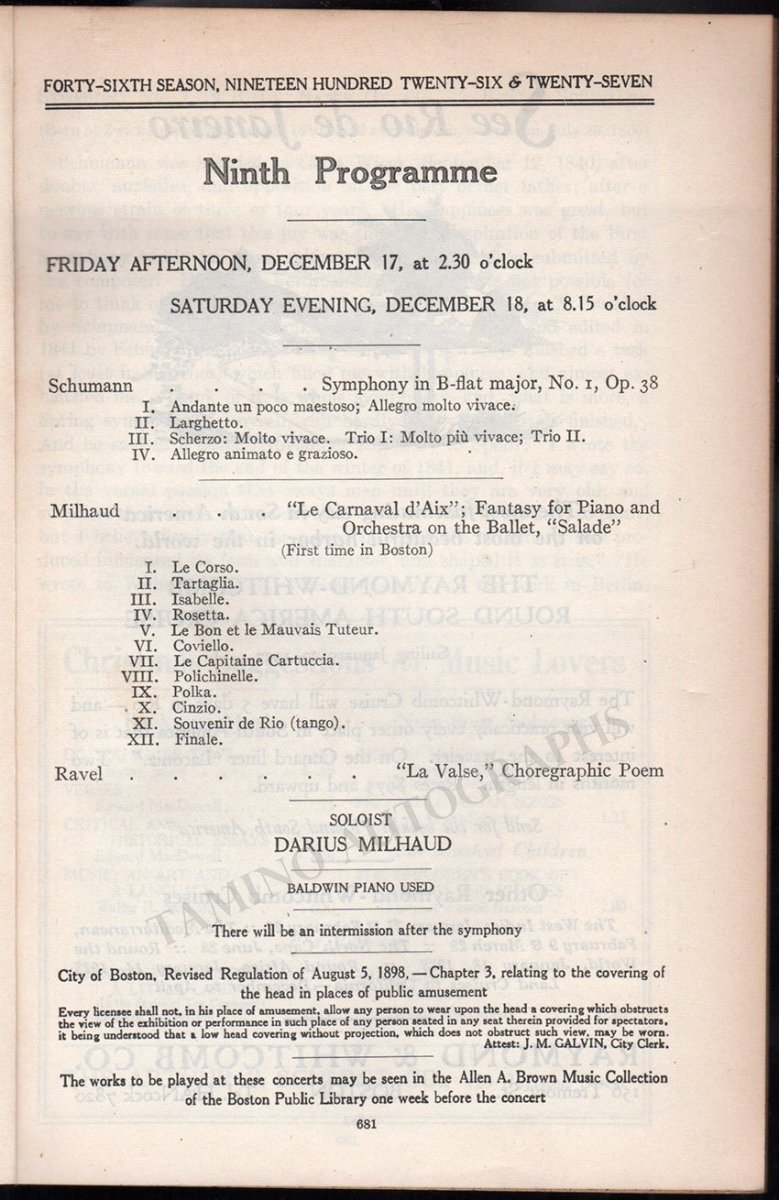 FORTY-SIXTH SEASON, NINETEEN HUNDRED TWENTY-SIX & TWENTY-SEVEN
Ninth Programme
FRIDAY AFTERNOON, DECEMBER 17, at 2.30 o'clock
SATURDAY EVENING, DECEMBER 18, at 8.15 o'clock
Schumann . . . . Symphony in B-flat major, No. 1, Op. 38
I. Andante un poco maestoso; Allegro molto vivace.
II. Larghetto.
III. Scherzo: Molto vivace. Trio I: Molto più vivace; Trio II.
IV. Allegro animato e grazioso.
Milhaud . . . "Le Carnaval d'Aix"; Fantasy for Piano and
Orchestra on the Ballet, "Salade"
(First time in Boston)
I. Le Corso.
II. Tartaglia.
III. Isabelle.
IV. Rosetta.
V. Le Bon et le Mauvais Tuteur.
VI. Coviello.
VII. Le Capitaine Cartuccia.
VIII. Polichinelle.
IX. Polka.
X. Cinzio.
XI. Souvenir de Rio (tango).
XII. Finale.
Ravel . . . . . . "La Valse," Choregraphic Poem
SOLOIST
DARIUS MILHAUD
BALDWIN PIANO USED
TAMINO AUTOGRAPHS
There will be an intermission after the symphony
City of Boston, Revised Regulation of August 5, 1898,—Chapter 3, relating to the covering of
the head in places of public amusement
Every licensee shall not, in his place of amusement, allow any person to wear upon the head a covering which obstructs
the view of the exhibition or performance in such place of any person seated in any seat therein provided for spectators,
it being understood that a low head covering without projection, which does not obstruct such view, may be worn.
Attest: J. M. GALVIN, City Clerk.
The works to be played at these concerts may be seen in the Allen A. Brown Music Collection
of the Boston Public Library one week before the concert
681